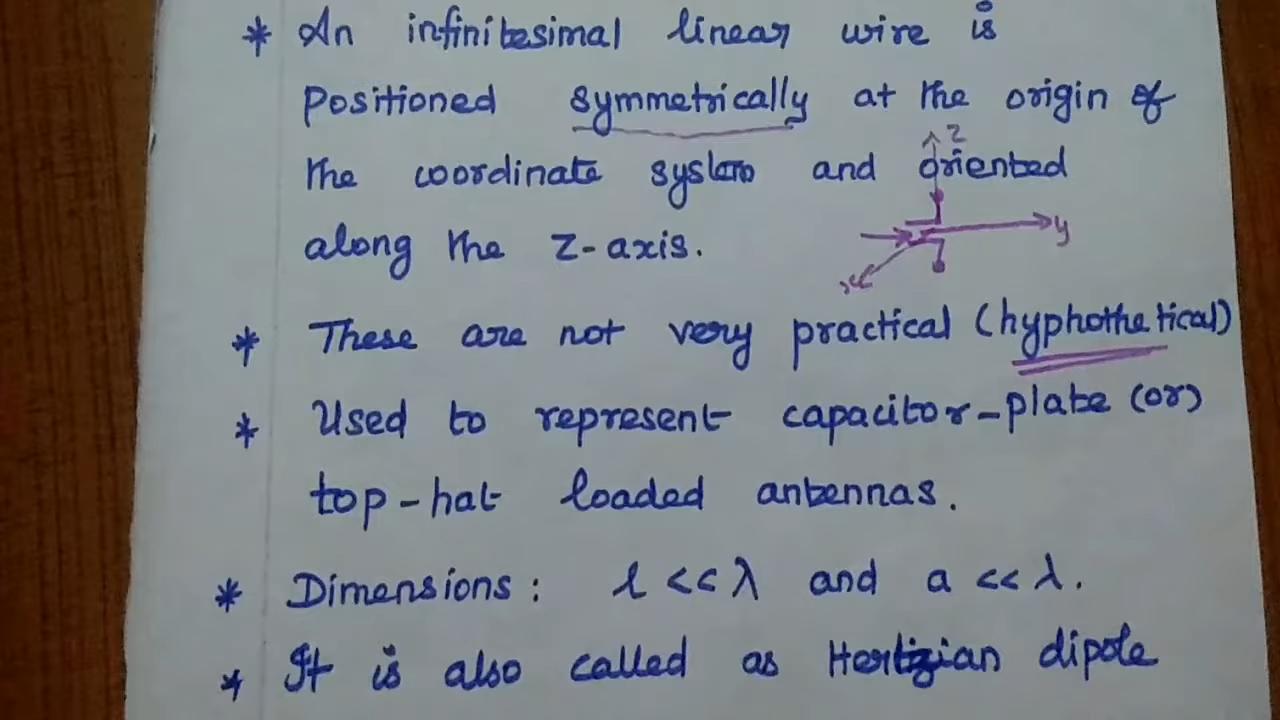 * An infinitesimal linear wire is
positioned symmetrically at the origin of
the coordinate system and oriented
along the z-axis.
z
y
x
* These are not very practical (hyphothetical)
* Used to represent capacitor-plate (or)
top-hat loaded antennas.
* Dimensions: l << λ and a << λ.
* It is also called as Hertizian dipole